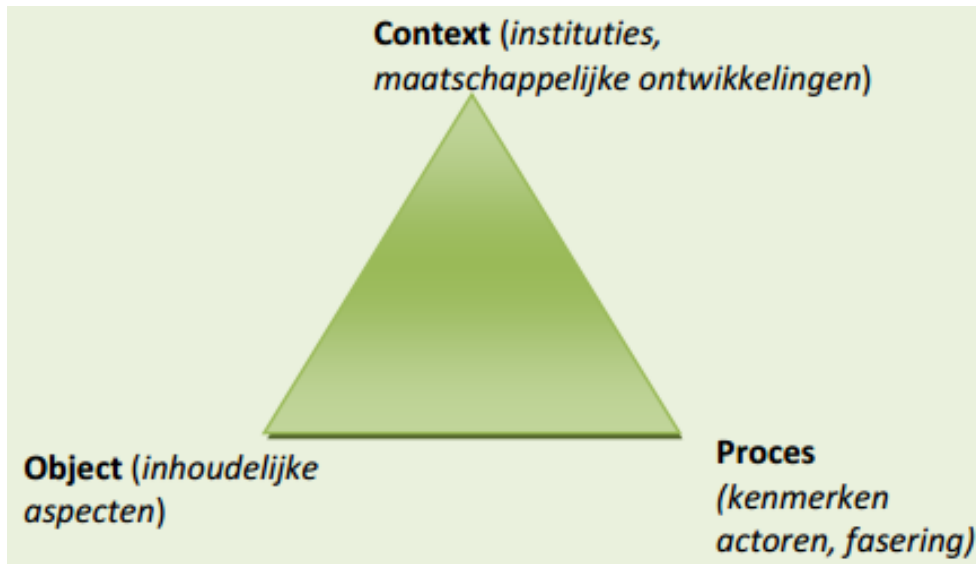 Context (instituties,
maatschappelijke ontwikkelingen)
Object (inhoudelijke
aspecten)
Proces
(kenmerken
actoren, fasering)